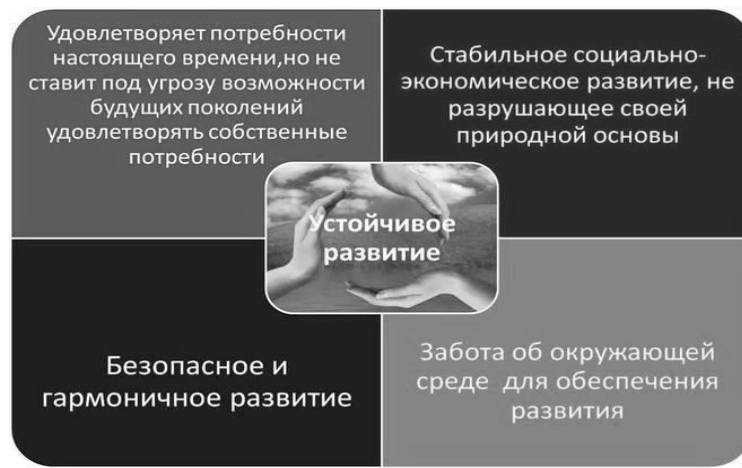 Удовлетворяет потребности
настоящего времени,но не
ставит под угрозу возможности
будущих поколений
удовлетворять собственные
потребности
Стабильное социально-
экономическое развитие, не
разрушающее своей
природной основы
Устойчивое
развитие
Безопасное и
гармоничное развитие
Забота об окружающей
среде для обеспечения
развития